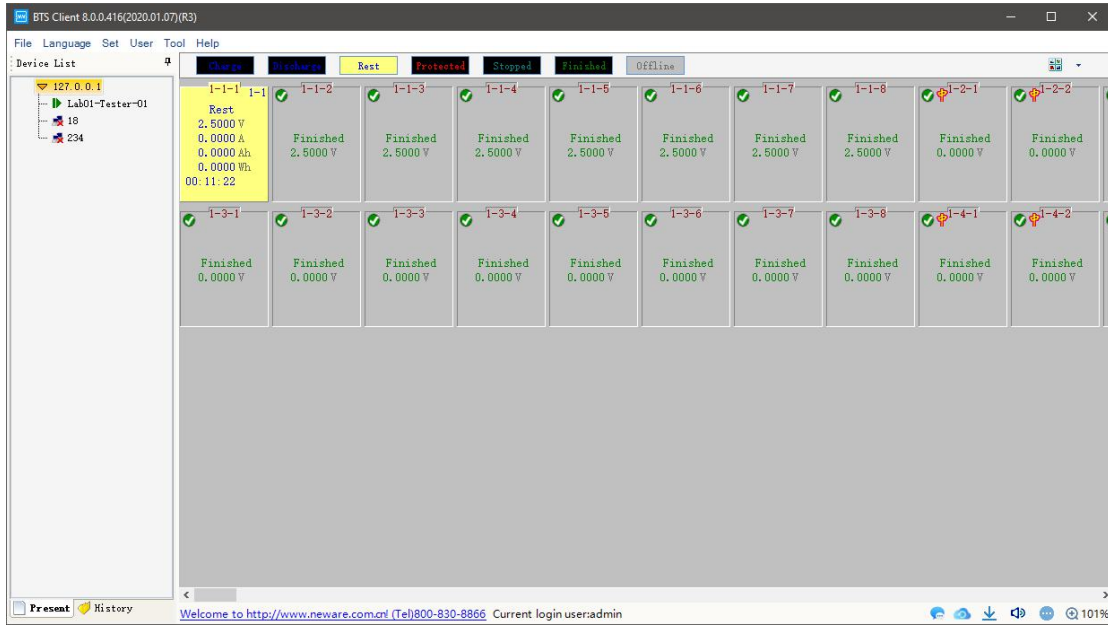 BTS Client 8.0.0.416(2020.01.07)(R3)
File Language Set User Tool Help
Device List
Charge Discharge Rest Protected Stopped Finished Offline
127.0.0.1
Lab01-Tester-01
18
234
1-1-1 1-1 1-1-2 1-1-3 1-1-4 1-1-5 1-1-6 1-1-7 1-1-8 1-2-1 1-2-2
Rest
2.5000 V
0.0000 A Finished Finished Finished Finished Finished Finished Finished Finished Finished
0.0000 Ah 2.5000 V 2.5000 V 2.5000 V 2.5000 V 2.5000 V 2.5000 V 2.5000 V 0.0000 V 0.0000 V
0.0000 Wh
00:11:22
1-3-1 1-3-2 1-3-3 1-3-4 1-3-5 1-3-6 1-3-7 1-3-8 1-4-1 1-4-2
Finished Finished Finished Finished Finished Finished Finished Finished Finished Finished
0.0000 V 0.0000 V 0.0000 V 0.0000 V 0.0000 V 0.0000 V 0.0000 V 0.0000 V 0.0000 V 0.0000 V
Present History
Welcome to http://www.neware.com.cn! (Tel)800-830-8866 Current login user:admin
101%